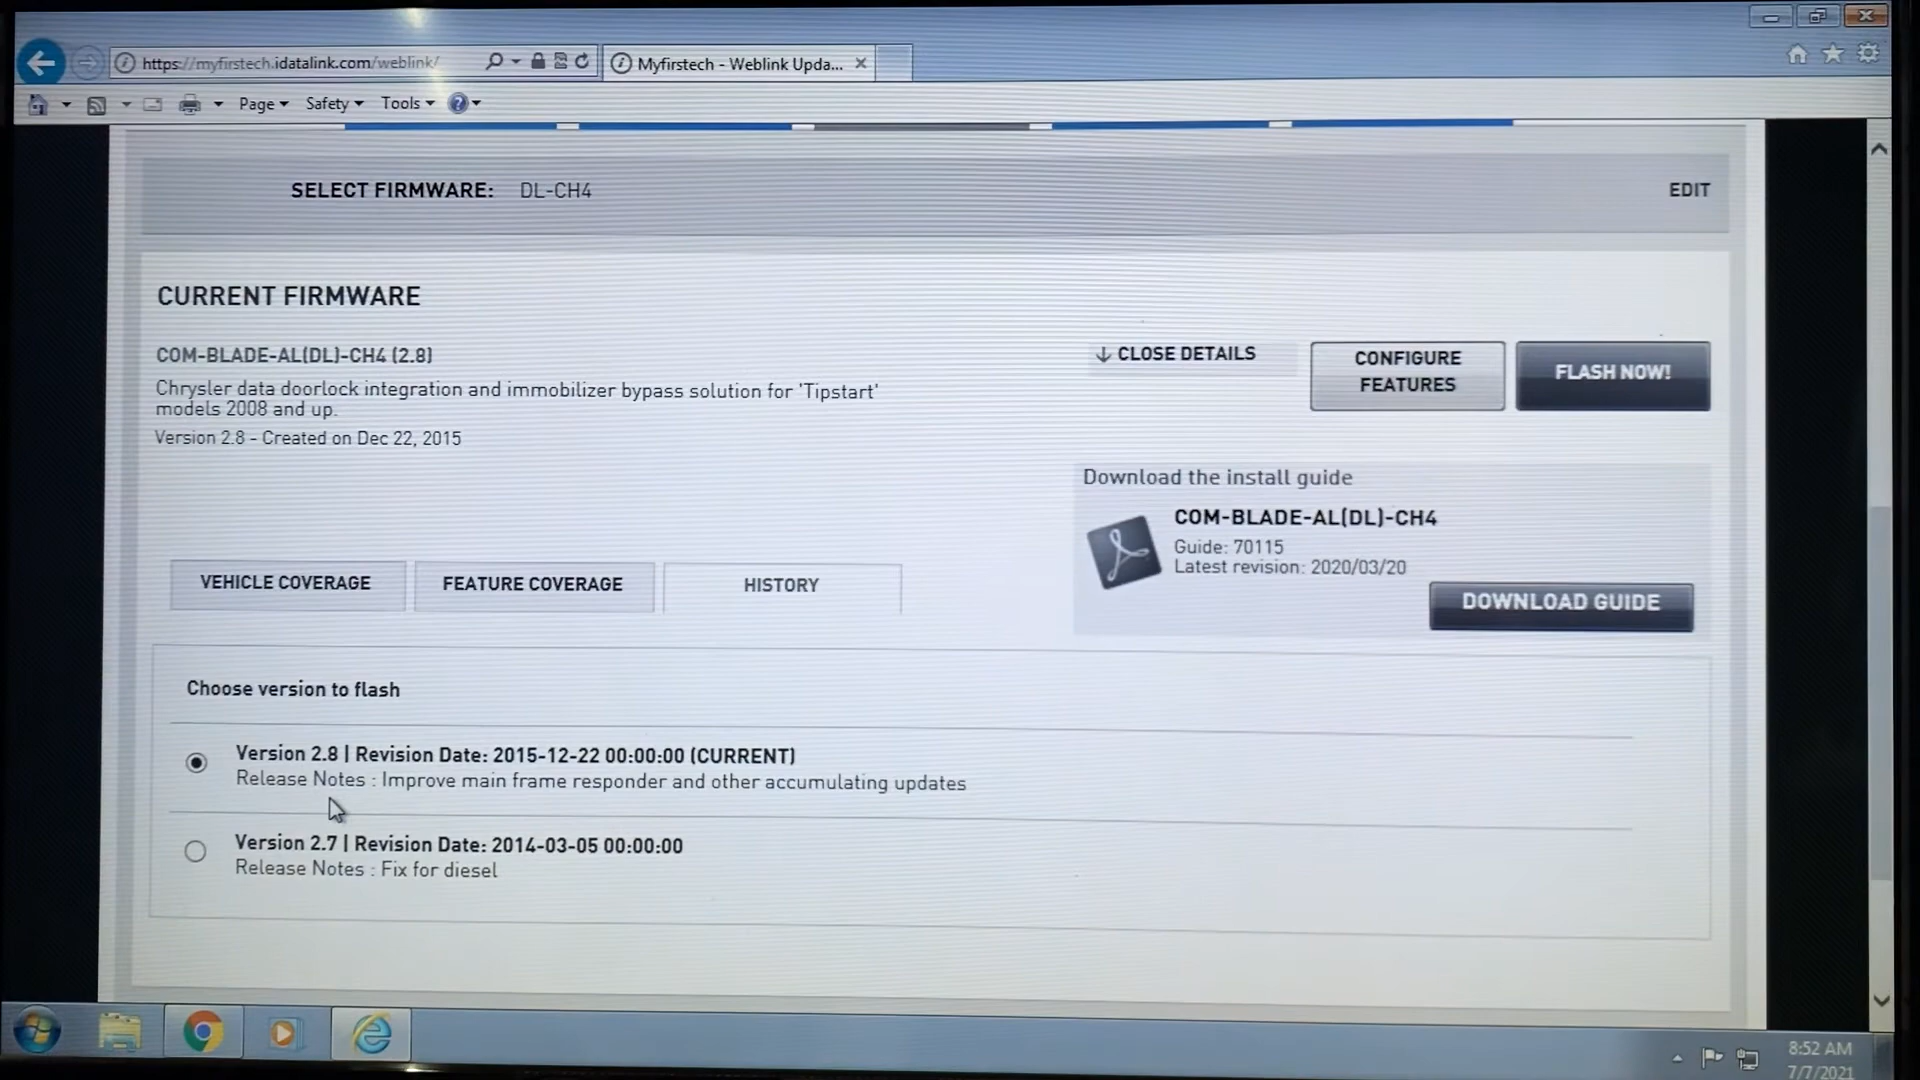 https://myfirstech.idatalink.com/weblink/
Myfirstech - Weblink Upda...
Page Safety Tools
SELECT FIRMWARE: DL-CH4
EDIT
CURRENT FIRMWARE
COM-BLADE-AL(DL)-CH4 (2.8)
Chrysler data doorlock integration and immobilizer bypass solution for 'Tipstart'
models 2008 and up.
Version 2.8 - Created on Dec 22, 2015
CLOSE DETAILS
CONFIGURE
FEATURES
FLASH NOW!
Download the install guide
COM-BLADE-AL(DL)-CH4
Guide: 70115
Latest revision: 2020/03/20
DOWNLOAD GUIDE
VEHICLE COVERAGE
FEATURE COVERAGE
HISTORY
Choose version to flash
Version 2.8 | Revision Date: 2015-12-22 00:00:00 (CURRENT)
Release Notes : Improve main frame responder and other accumulating updates
Version 2.7 | Revision Date: 2014-03-05 00:00:00
Release Notes : Fix for diesel
8:52 AM
7/7/2021